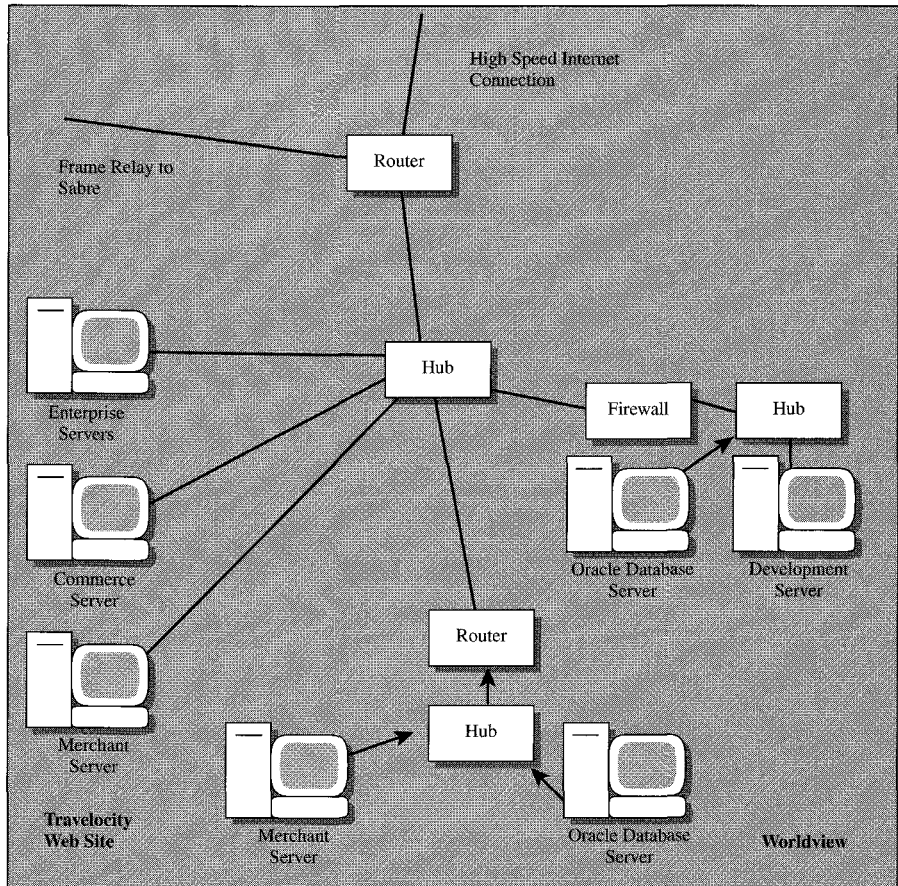 High Speed Internet
Connection
Router
Frame Relay to
Sabre
Hub
Enterprise
Servers
Firewall
Hub
Commerce
Server
Oracle Database
Server
Development
Server
Router
Merchant
Server
Hub
Travelocity
Web Site
Merchant
Server
Oracle Database
Server
Worldview